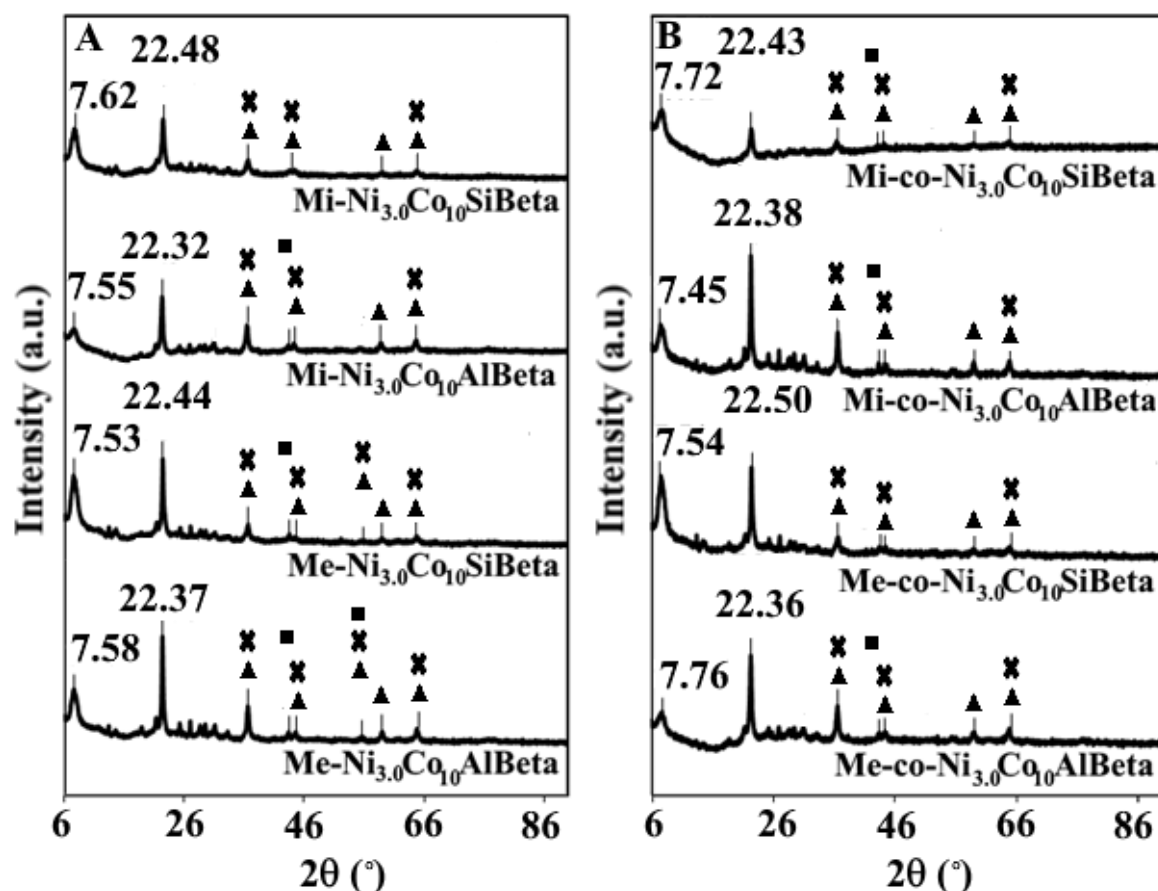 A
22.48
7.62
Mi-Ni3.0Co10SiBeta
22.32
7.55
Mi-Ni3.0Co10AlBeta
22.44
7.53
Me-Ni3.0Co10SiBeta
22.37
7.58
Me-Ni3.0Co10AlBeta
6 26 46 66 86
2θ (°)
Intensity (a.u.)
B
22.43
7.72
Mi-co-Ni3.0Co10SiBeta
22.38
7.45
Mi-co-Ni3.0Co10AlBeta
22.50
7.54
Me-co-Ni3.0Co10SiBeta
22.36
7.76
Me-co-Ni3.0Co10AlBeta
6 26 46 66 86
2θ (°)
Intensity (a.u.)